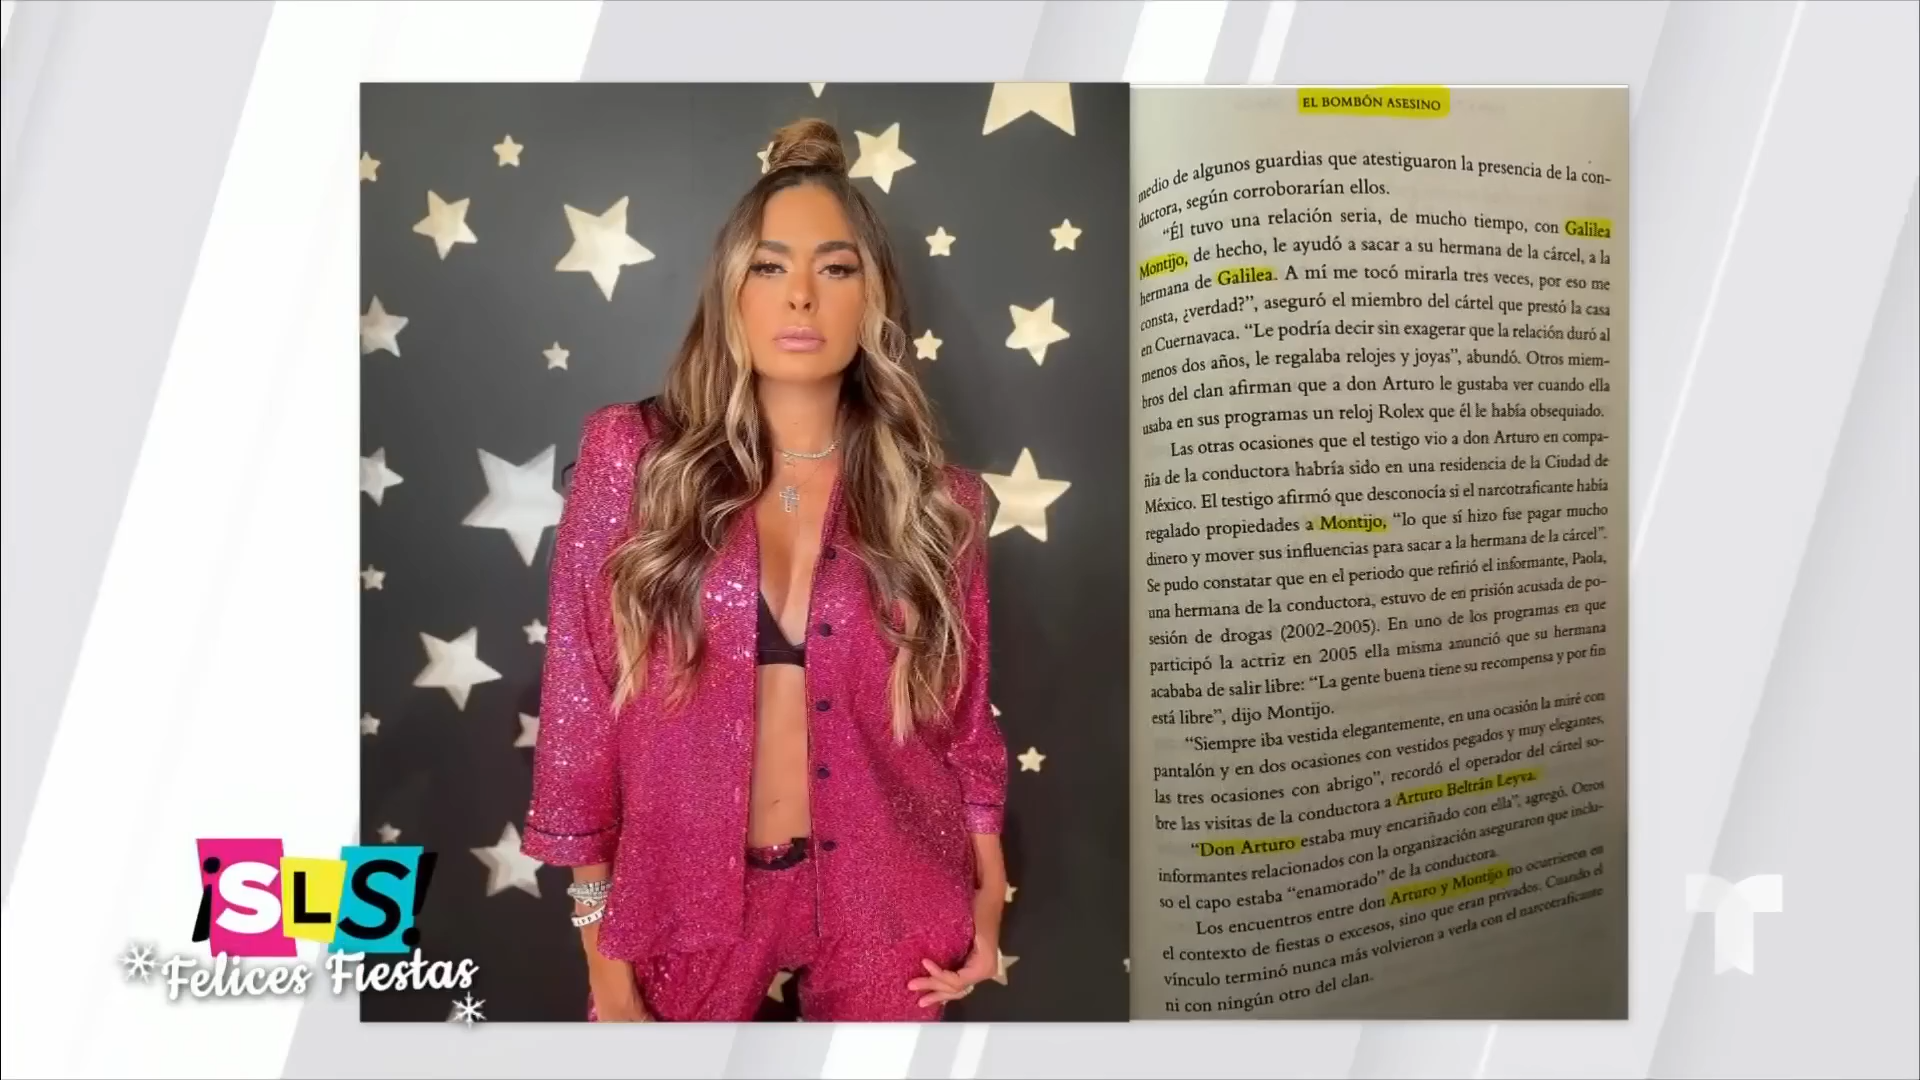 EL BOMBÓN ASESINO
medio de algunos guardias que atestiguaron la presencia de la con-
ductora, según corroborarían ellos.
“Él tuvo una relación seria, de mucho tiempo, con Galilea
Montijo, de hecho, le ayudó a sacar a su hermana de la cárcel, a la
hermana de Galilea. A mí me tocó mirarla tres veces, por eso me
consta, ¿verdad?”, aseguró el miembro del cártel que prestó la casa
en Cuernavaca. “Le podría decir sin exagerar que la relación duró al
menos dos años, le regalaba relojes y joyas”, abundó. Otros miem-
bros del clan afirman que a don Arturo le gustaba ver cuando ella
usaba en sus programas un reloj Rolex que él le había obsequiado.
Las otras ocasiones que el testigo vio a don Arturo en compa-
ñía de la conductora habría sido en una residencia de la Ciudad de
México. El testigo afirmó que desconocía si el narcotraficante había
regalado propiedades a Montijo, “lo que sí hizo fue pagar mucho
dinero y mover sus influencias para sacar a la hermana de la cárcel”.
Se pudo constatar que en el periodo que refirió el informante, Paola,
una hermana de la conductora, estuvo de en prisión acusada de po-
sesión de drogas (2002-2005). En uno de los programas en que
participó la actriz en 2005 ella misma anunció que su hermana
acababa de salir libre: “La gente buena tiene su recompensa y por fin
está libre”, dijo Montijo.
“Siempre iba vestida elegantemente, en una ocasión la miré con
pantalón y en dos ocasiones con vestidos pegados y muy elegantes,
las tres ocasiones con abrigo”, recordó el operador del cártel so-
bre las visitas de la conductora a Arturo Beltrán Leyva.
“Don Arturo estaba muy encariñado con ella”, agregó. Otros
informantes relacionados con la organización aseguraron que inclu-
so el capo estaba “enamorado” de la conductora.
Los encuentros entre don Arturo y Montijo no ocurrieron en
el contexto de fiestas o excesos, sino que eran privados. Cuando el
vínculo terminó nunca más volvieron a verla con el narcotraficante
ni con ningún otro del clan.
¡SLS!
Felices Fiestas
T